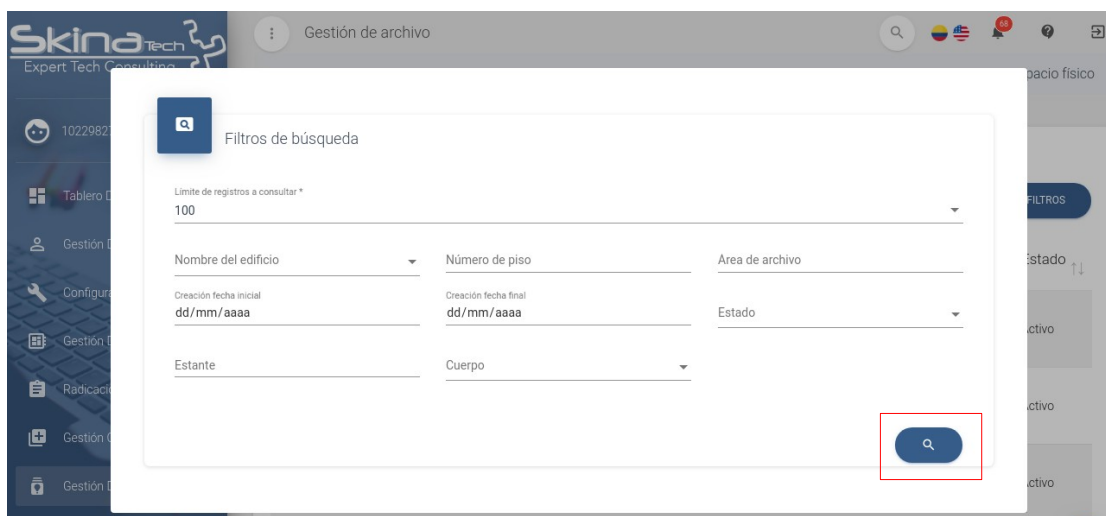 Skina Tech
Expert Tech Consulting
Gestión de archivo
68
pacio físico
1022982
Filtros de búsqueda
Tablero D
Límite de registros a consultar *
100
FILTROS
Gestión D
Nombre del edificio
Número de piso
Area de archivo
Estado
Configura
Creación fecha inicial
dd/mm/aaaa
Creación fecha final
dd/mm/aaaa
Estado
Gestión
ctivo
Estante
Cuerpo
Radicació
ctivo
Gestión
Gestión D
ctivo